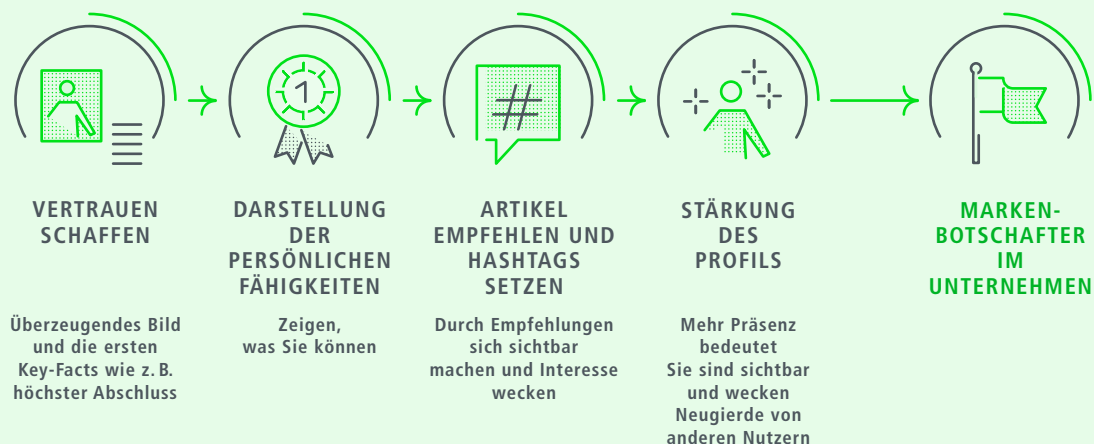 1
#
VERTRAUEN
SCHAFFEN
Überzeugendes Bild
und die ersten
Key-Facts wie z. B.
höchster Abschluss
DARSTELLUNG
DER
PERSÖNLICHEN
FÄHIGKEITEN
Zeigen,
was Sie können
ARTIKEL
EMPFEHLEN UND
HASHTAGS
SETZEN
Durch Empfehlungen
sich sichtbar
machen und Interesse
wecken
STÄRKUNG
DES
PROFILS
Mehr Präsenz
bedeutet
Sie sind sichtbar
und wecken
Neugierde von
anderen Nutzern
MARKEN-
BOTSCHAFTER
IM
UNTERNEHMEN